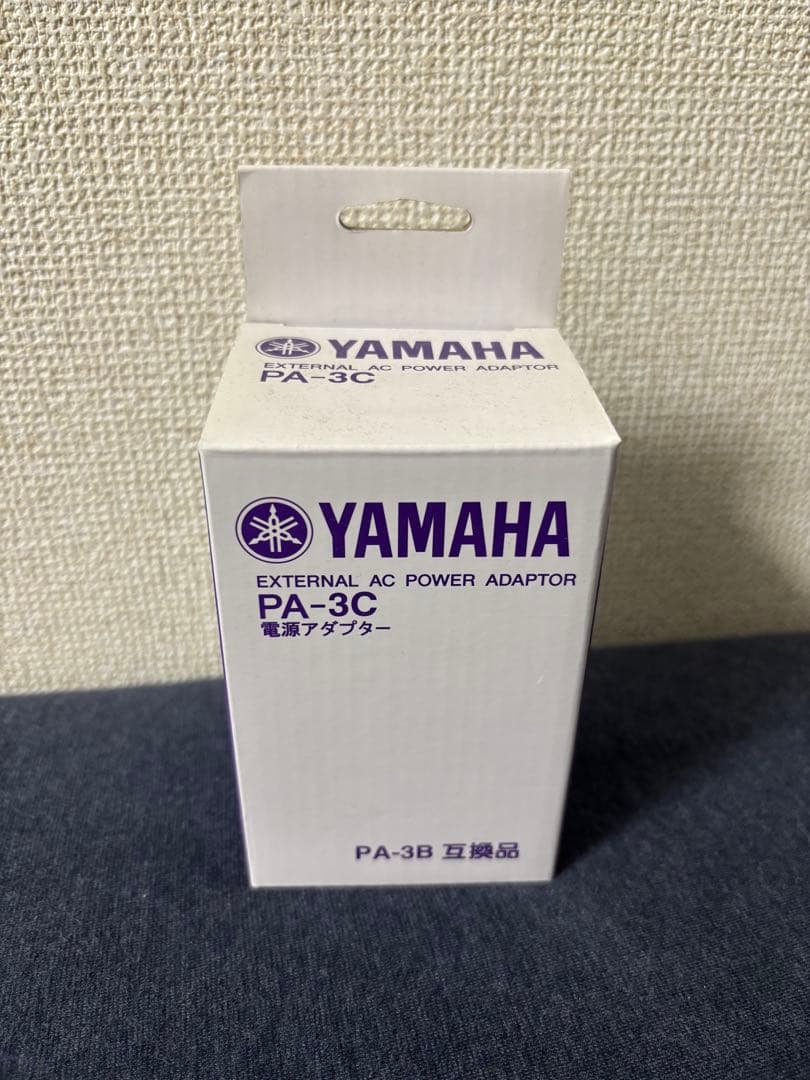 YAMAHA
EXTERNAL AC POWER ADAPTOR
PA-3C
YAMAHA
EXTERNAL AC POWER ADAPTOR
PA-3C
電源アダプター
PA-3B 互換品